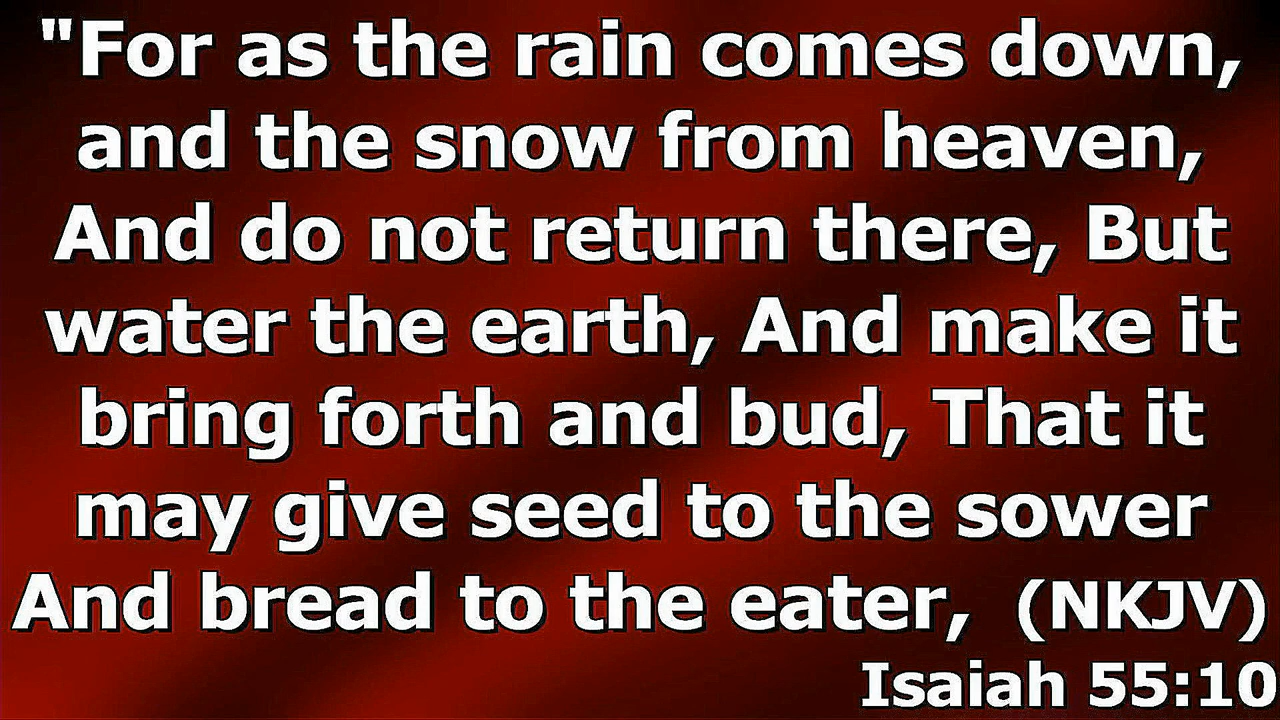 "For as the rain comes down,
and the snow from heaven,
And do not return there, But
water the earth, And make it
bring forth and bud, That it
may give seed to the sower
And bread to the eater, (NKJV)
Isaiah 55:10